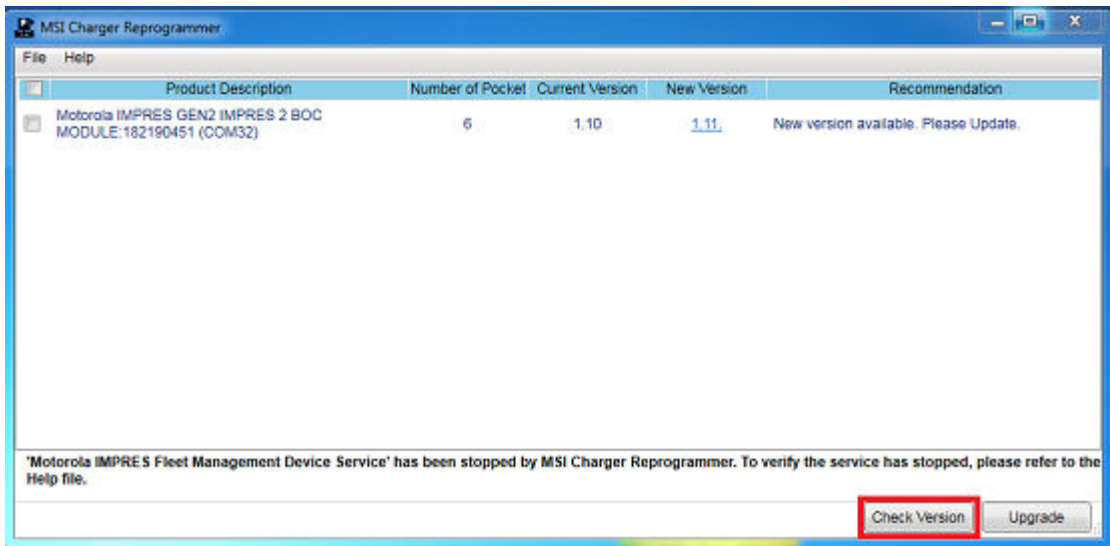 MSI Charger Reprogrammer
File Help
Product Description Number of Pocket Current Version New Version Recommendation
Motorola IMPRES GEN2 IMPRES 2 BOC
MODULE:182190451 (COM32) 6 1.10 1.11. New version available. Please Update.
'Motorola IMPRES Fleet Management Device Service' has been stopped by MSI Charger Reprogrammer. To verify the service has stopped, please refer to the
Help file.
Check Version Upgrade